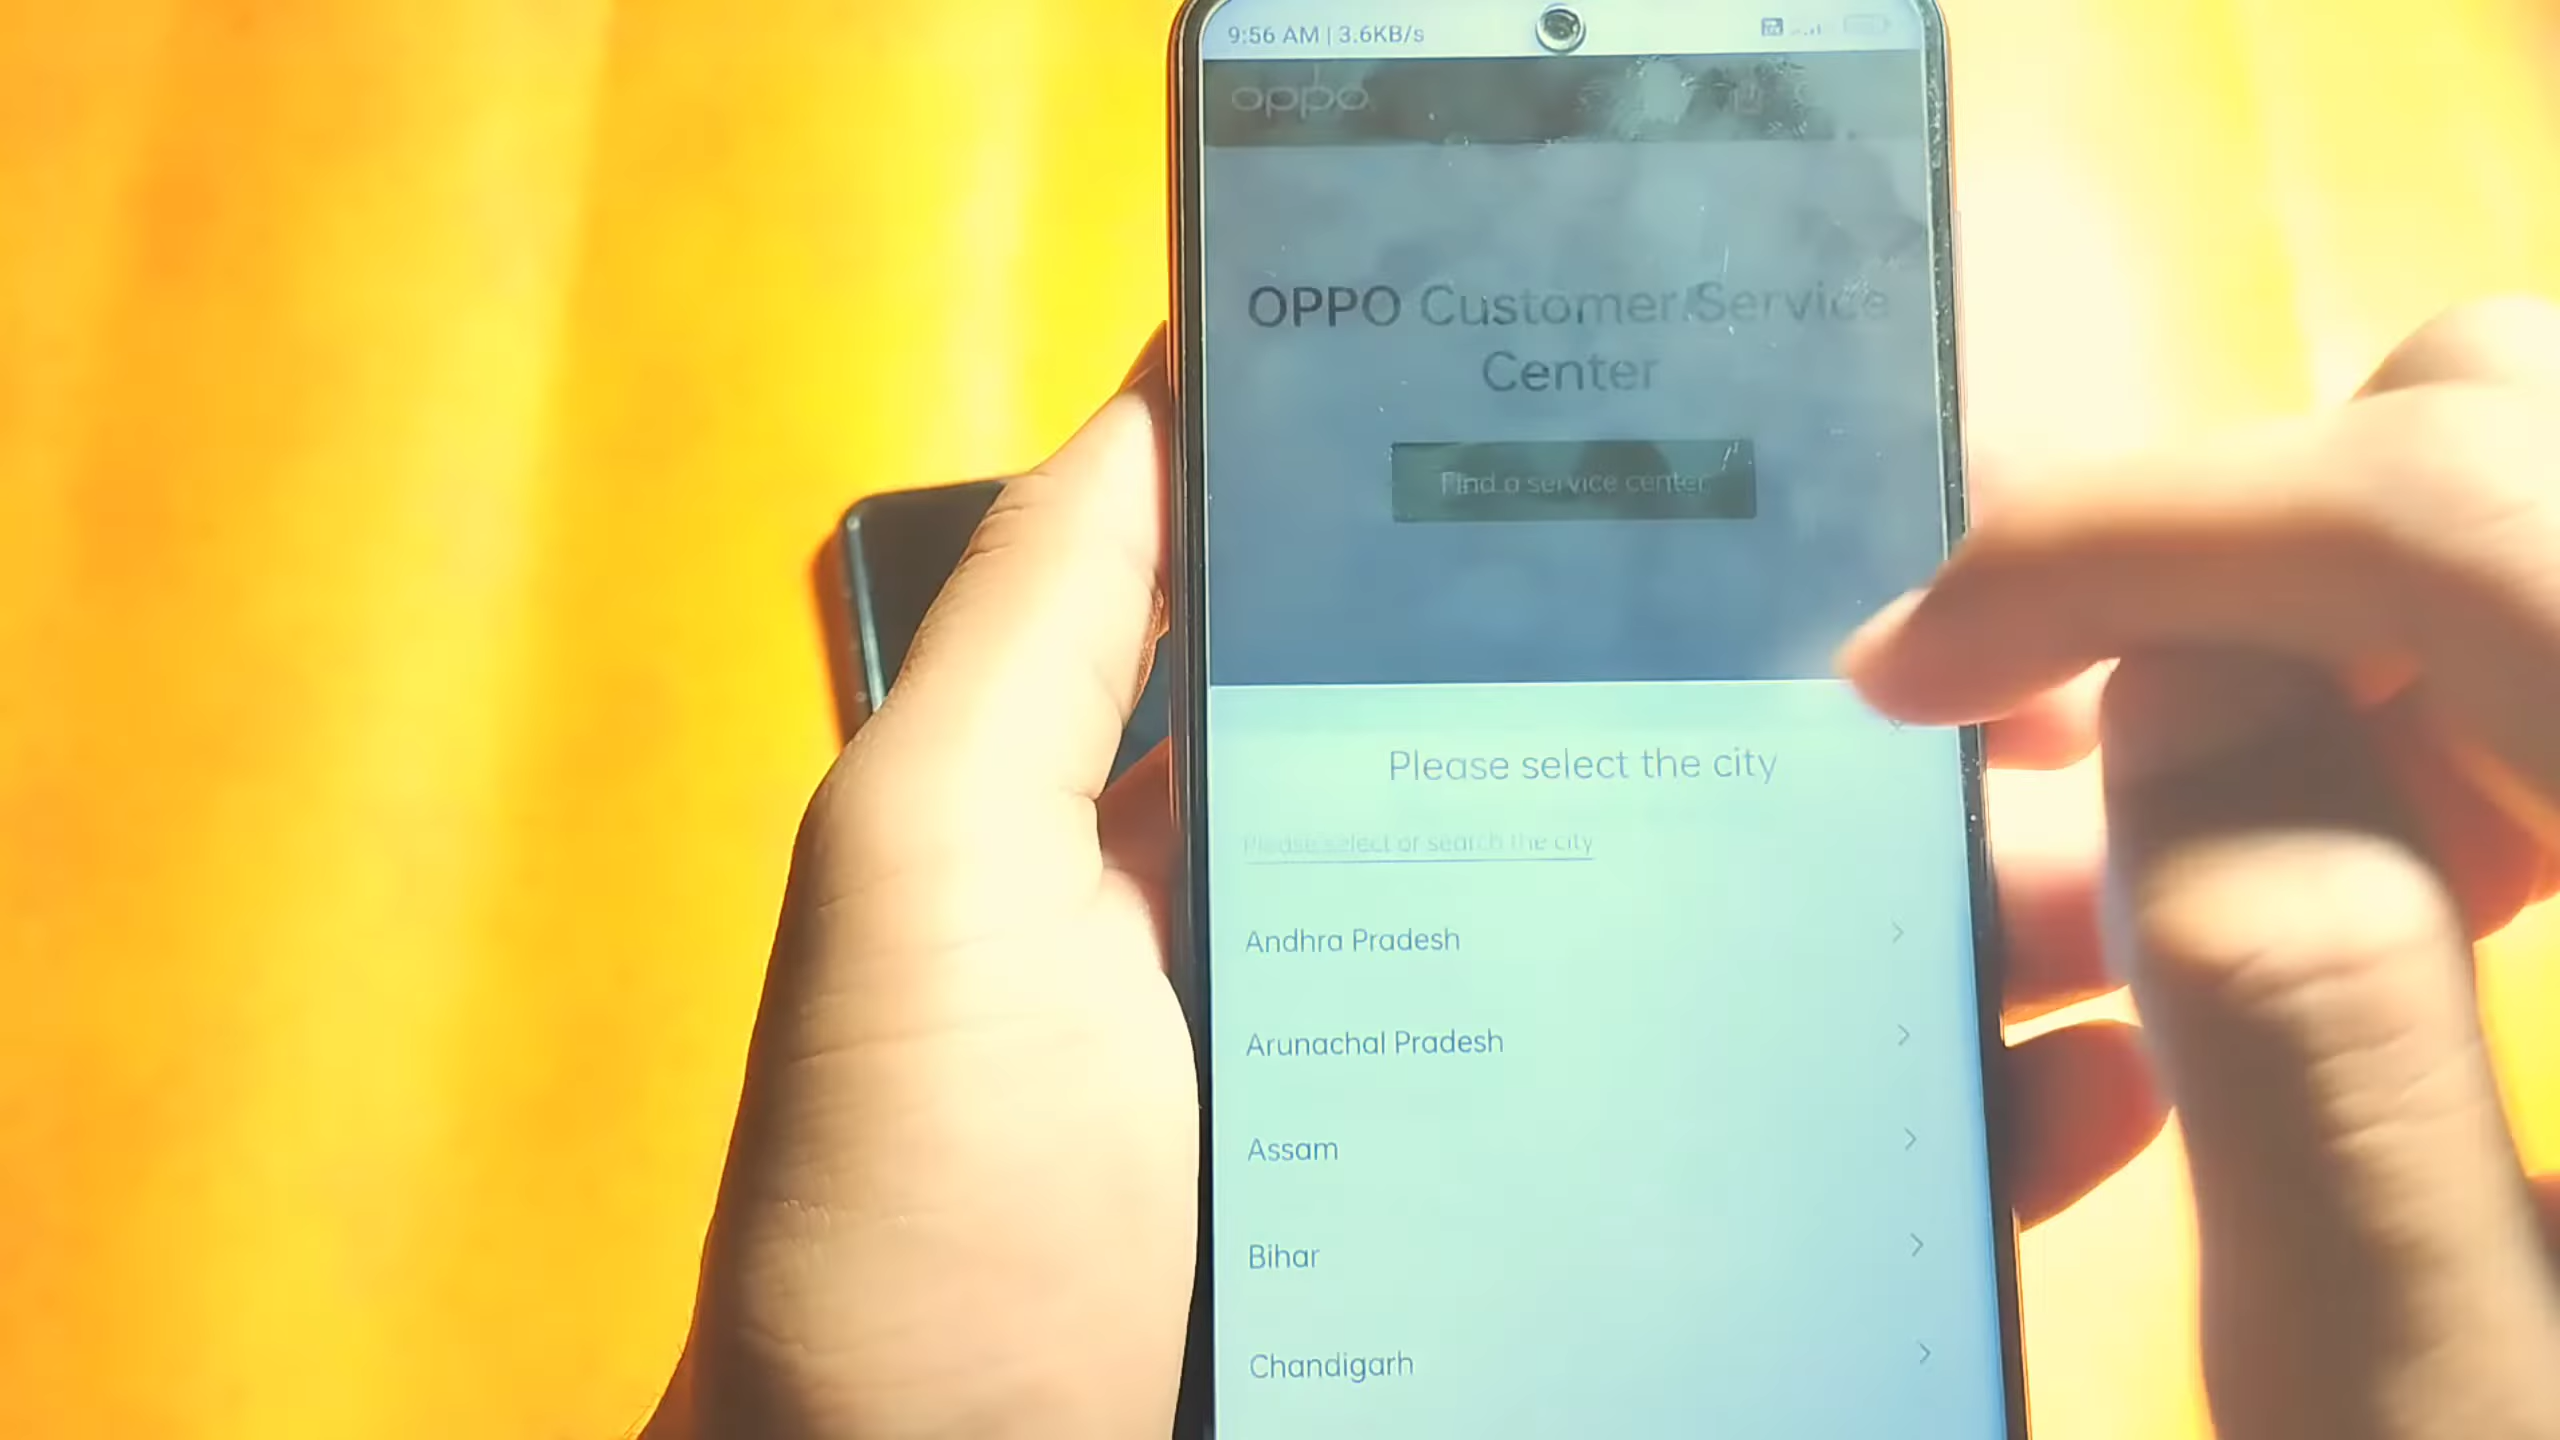 9:56 AM | 3.6KB/s
oppo
OPPO Customer Service
Center
Find a service center
Please select the city
Please select or search the city
Andhra Pradesh
Arunachal Pradesh
Assam
Bihar
Chandigarh